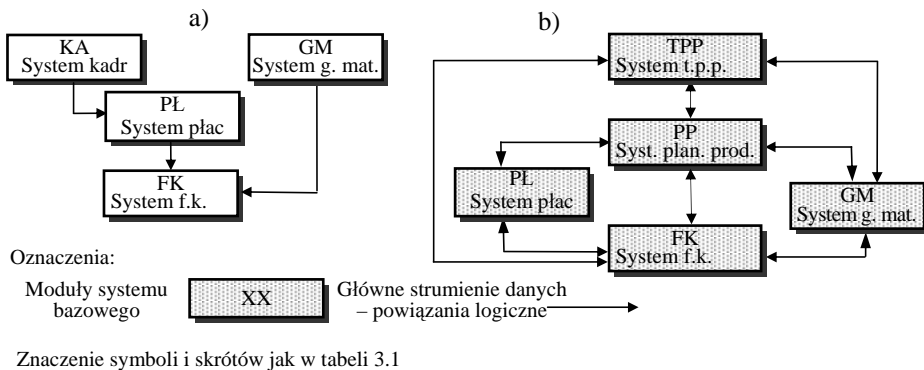 a)
KA
System kadr
GM
System g. mat.
PŁ
System płac
FK
System f.k.
b)
TPP
System t.p.p.
PP
Syst. plan. prod.
PŁ
System płac
GM
System g. mat.
FK
System f.k.
Oznaczenia:
Moduły systemu
bazowego
XX
Główne strumienie danych
– powiązania logiczne
Znaczenie symboli i skrótów jak w tabeli 3.1